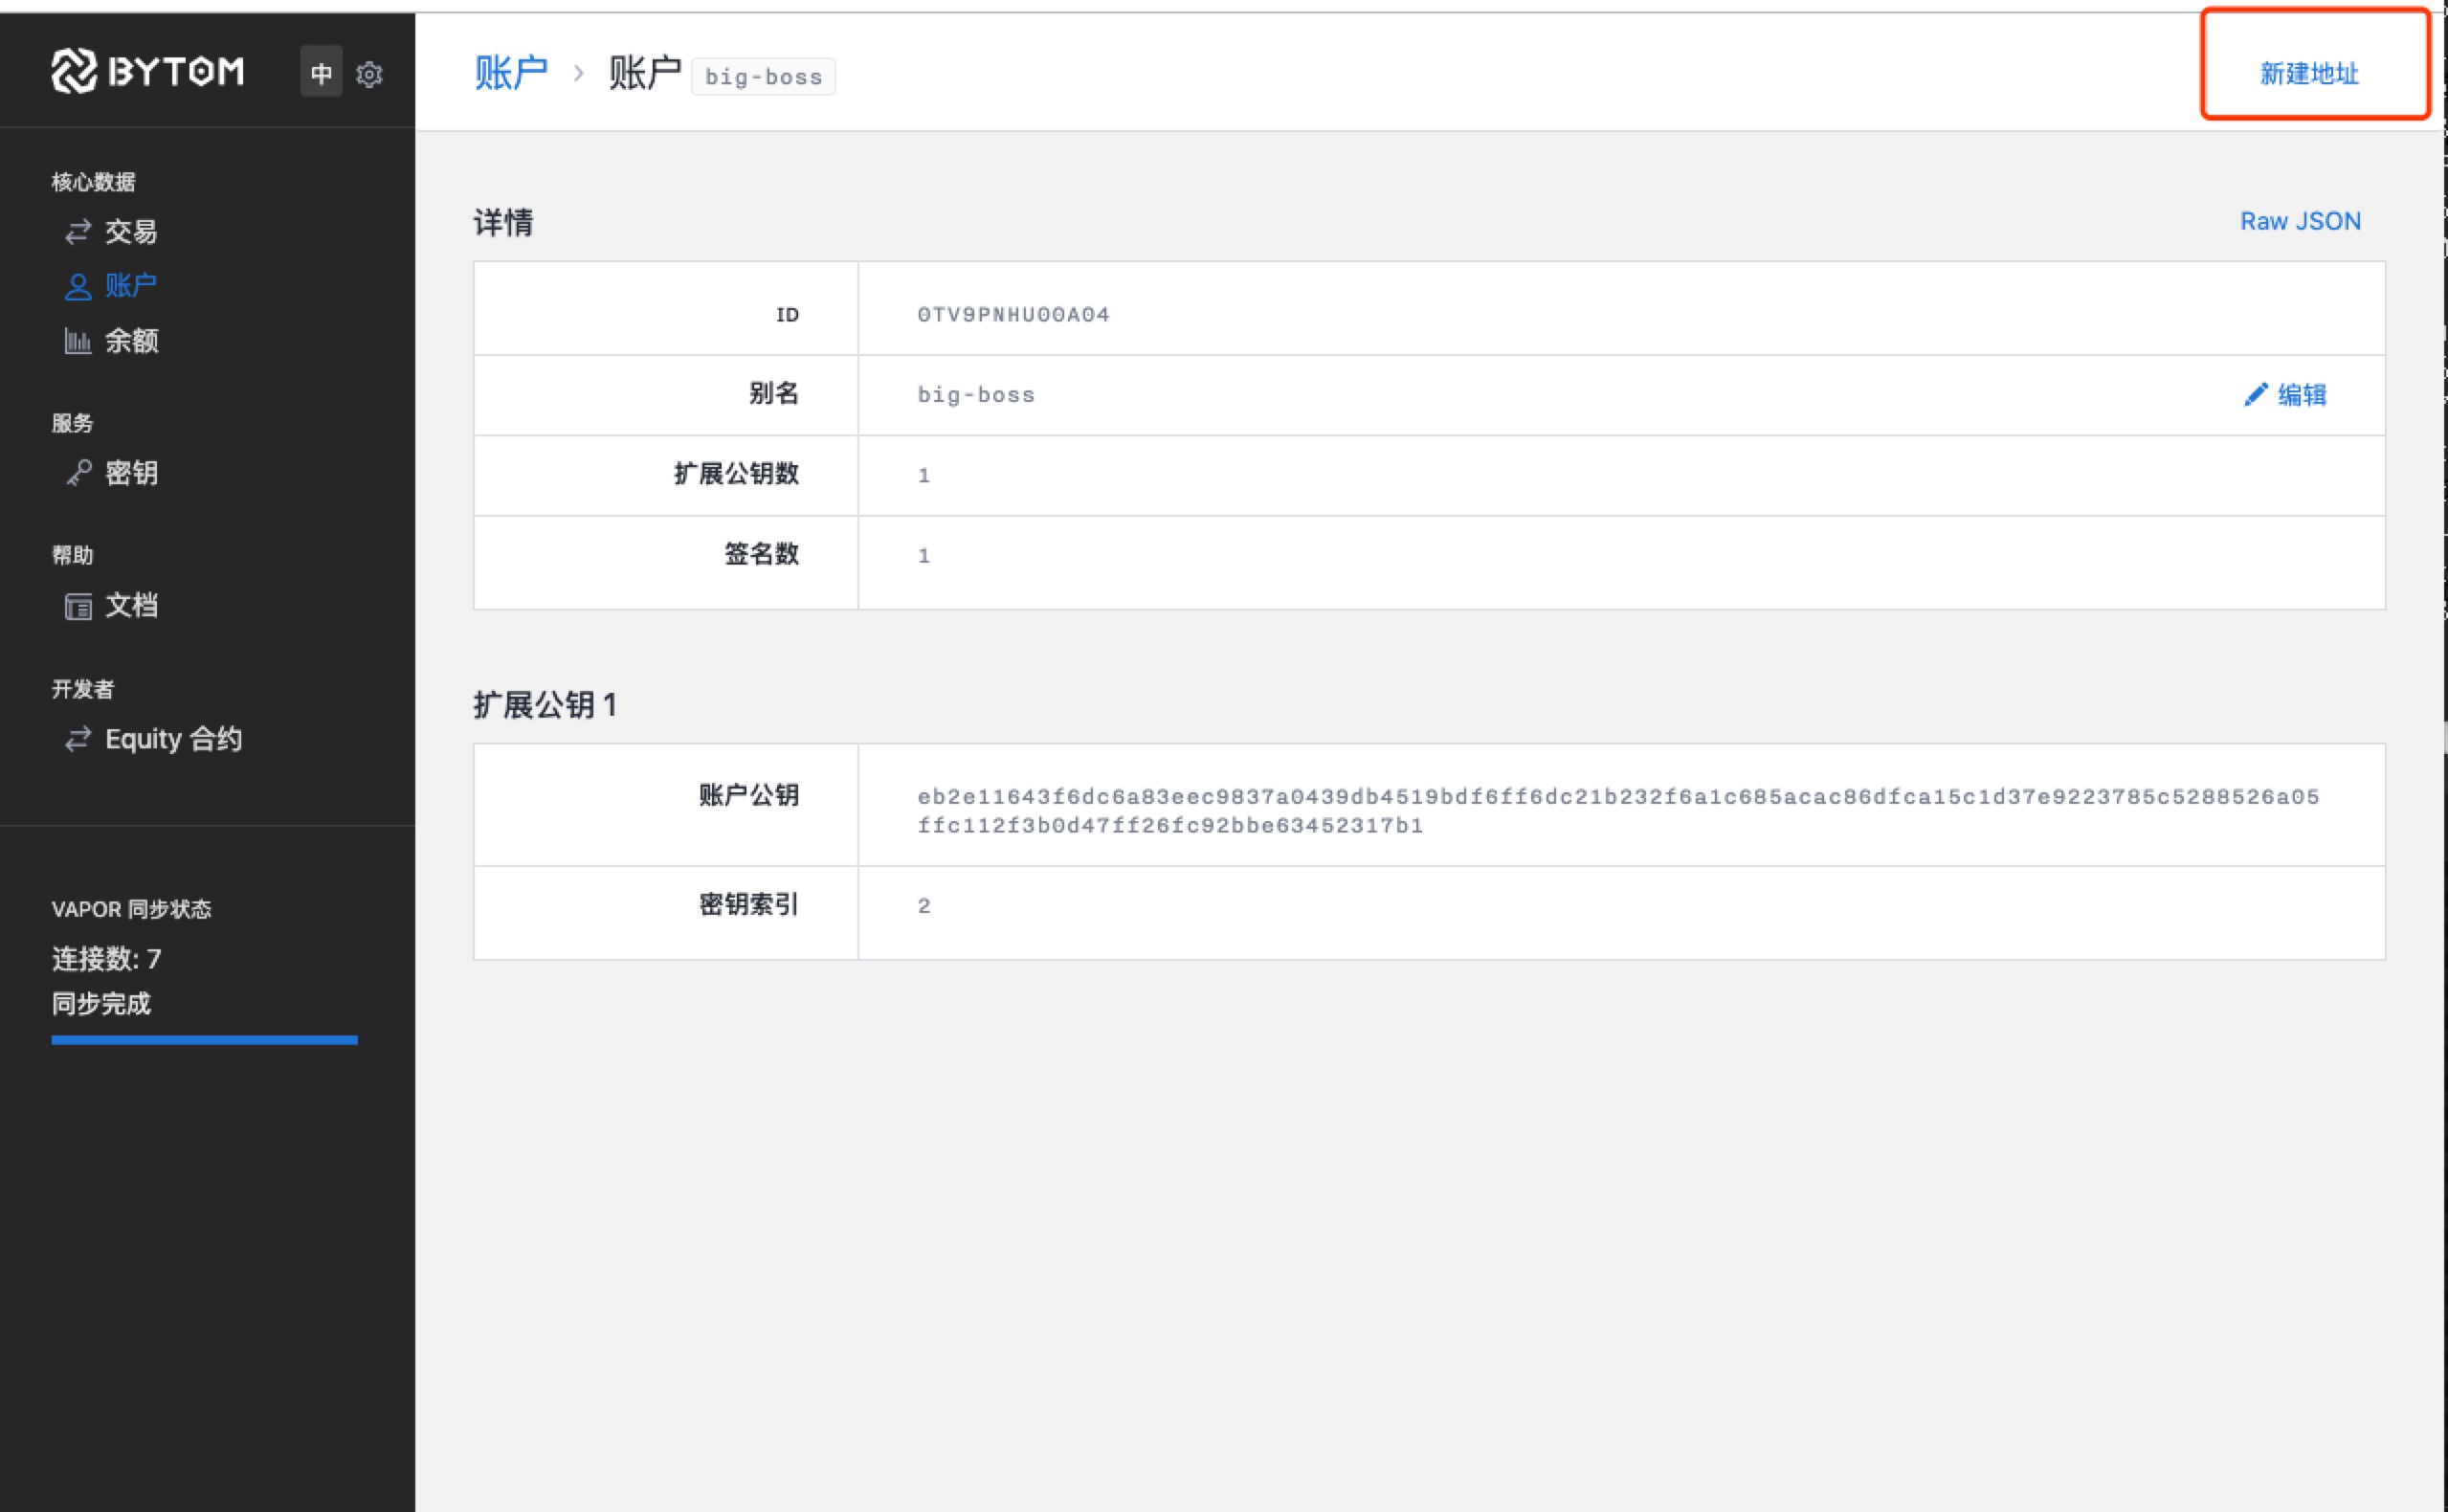 BYTOM
中
核心数据
交易
账户
余额
服务
密钥
帮助
文档
开发者
Equity 合约
VAPOR 同步状态
连接数: 7
同步完成
账户 › 账户 big-boss
新建地址
详情
Raw JSON
ID 0TV9PNHU00A04
别名 big-boss 编辑
扩展公钥数 1
签名数 1
扩展公钥 1
账户公钥 eb2e11643f6dc6a83eec9837a0439db4519bdf6ff6dc21b232f6a1c685acac86dfca15c1d37e9223785c5288526a05
ffc112f3b0d47ff26fc92bbe63452317b1
密钥索引 2